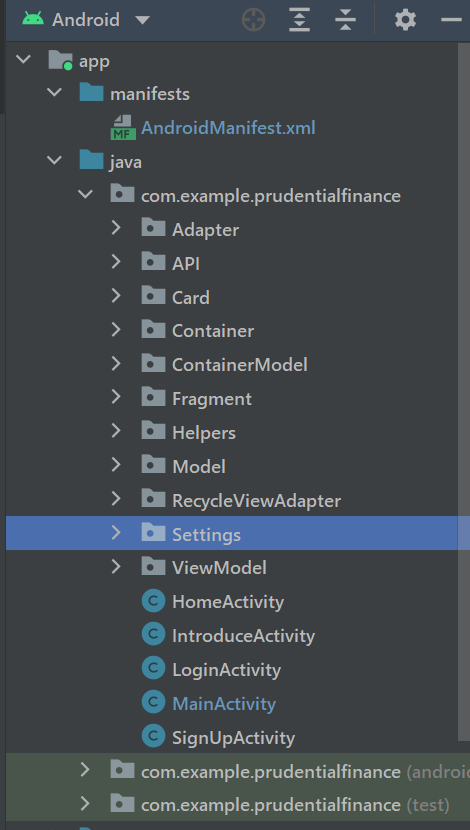 Android
app
manifests
MF AndroidManifest.xml
java
com.example.prudentialfinance
Adapter
API
Card
Container
ContainerModel
Fragment
Helpers
Model
RecycleViewAdapter
Settings
ViewModel
C HomeActivity
C IntroduceActivity
C LoginActivity
C MainActivity
C SignUpActivity
com.example.prudentialfinance (androi
com.example.prudentialfinance (test)